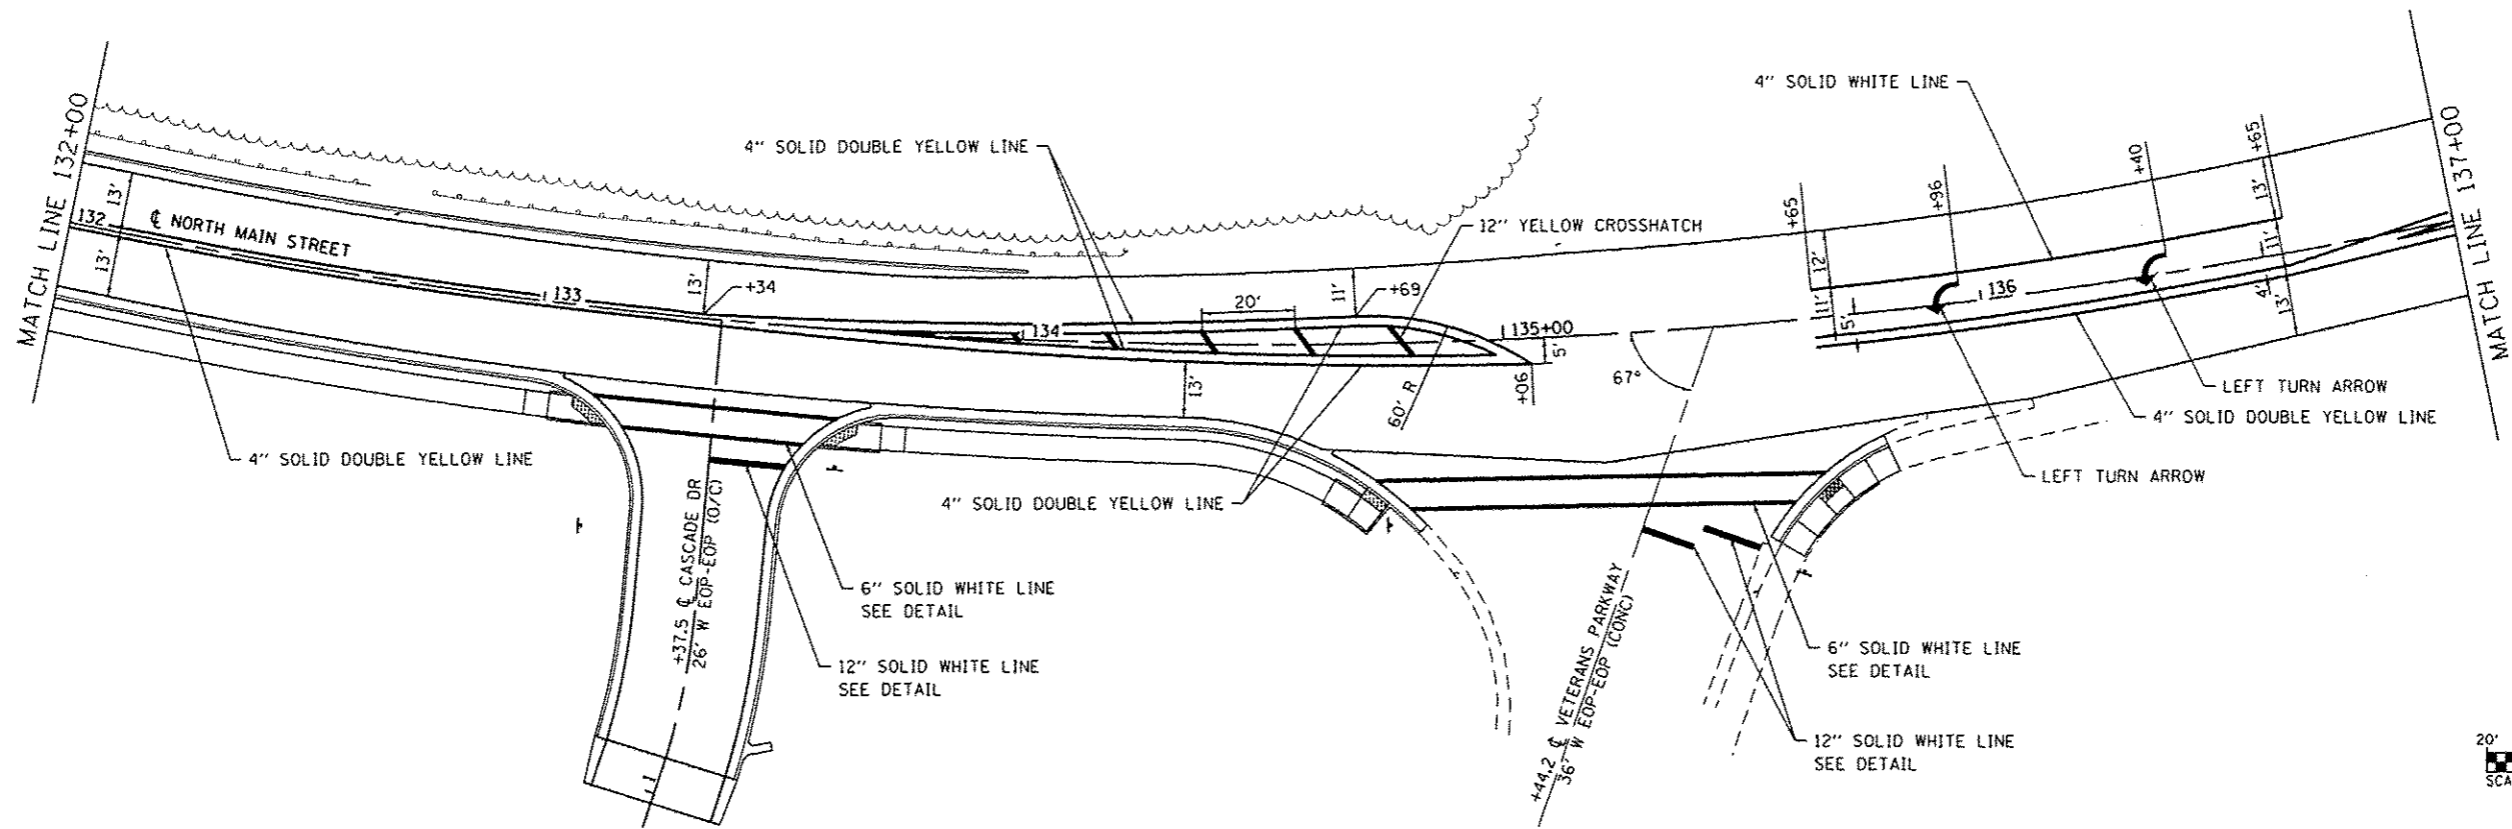 MATCH LINE 132+00
13'
13'
132
℄ NORTH MAIN STREET
4" SOLID DOUBLE YELLOW LINE
133
13'
+34
4" SOLID DOUBLE YELLOW LINE
134
20'
11'
+69
12" YELLOW CROSSHATCH
135+00
5'
+06
60' R
13'
4" SOLID DOUBLE YELLOW LINE
+37.5 ℄ CASCADE DR
26' W EOP-EOP (O/C)
6" SOLID WHITE LINE
SEE DETAIL
12" SOLID WHITE LINE
SEE DETAIL
67°
+44.2 ℄ VETERANS PARKWAY
36' W EOP-EOP (CONC)
4" SOLID WHITE LINE
+65
12'
11'
5'
+96
136
+40
+65
13'
11'
4'
13'
LEFT TURN ARROW
4" SOLID DOUBLE YELLOW LINE
LEFT TURN ARROW
6" SOLID WHITE LINE
SEE DETAIL
12" SOLID WHITE LINE
SEE DETAIL
MATCH LINE 137+00
20'
SCA